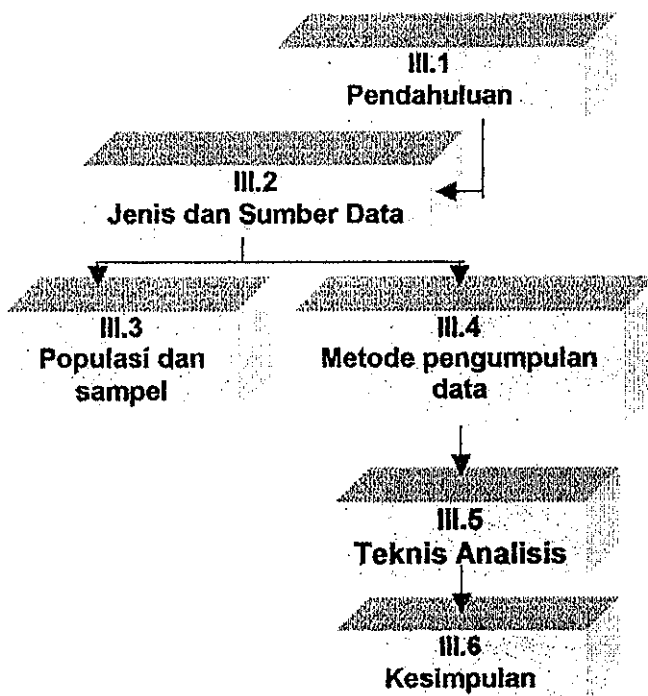 III.1
Pendahuluan
III.2
Jenis dan Sumber Data
III.3
Populasi dan
sampel
III.4
Metode pengumpulan
data
III.5
Teknis Analisis
III.6
Kesimpulan